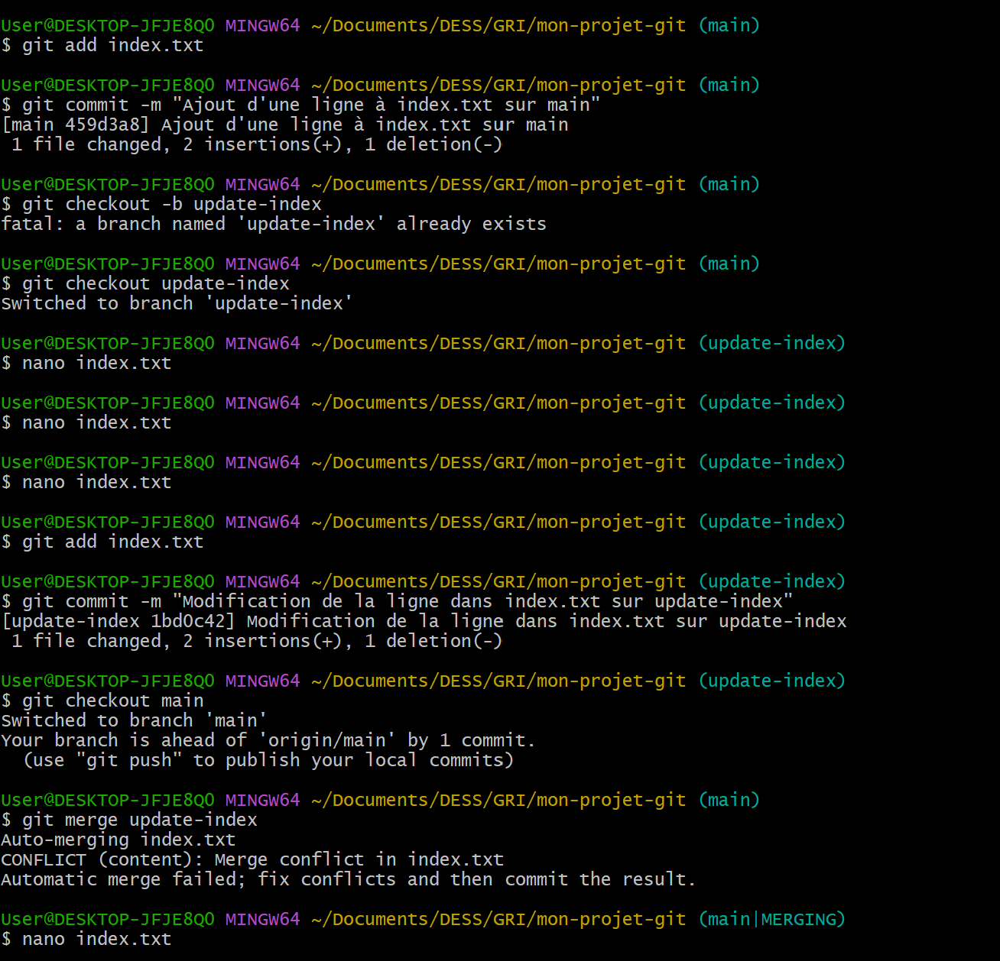 User@DESKTOP-JFJE8QO MINGW64 ~/Documents/DESS/GRI/mon-projet-git (main)
$ git add index.txt
User@DESKTOP-JFJE8QO MINGW64 ~/Documents/DESS/GRI/mon-projet-git (main)
$ git commit -m "Ajout d'une ligne à index.txt sur main"
[main 459d3a8] Ajout d'une ligne à index.txt sur main
 1 file changed, 2 insertions(+), 1 deletion(-)
User@DESKTOP-JFJE8QO MINGW64 ~/Documents/DESS/GRI/mon-projet-git (main)
$ git checkout -b update-index
fatal: a branch named 'update-index' already exists
User@DESKTOP-JFJE8QO MINGW64 ~/Documents/DESS/GRI/mon-projet-git (main)
$ git checkout update-index
Switched to branch 'update-index'
User@DESKTOP-JFJE8QO MINGW64 ~/Documents/DESS/GRI/mon-projet-git (update-index)
$ nano index.txt
User@DESKTOP-JFJE8QO MINGW64 ~/Documents/DESS/GRI/mon-projet-git (update-index)
$ nano index.txt
User@DESKTOP-JFJE8QO MINGW64 ~/Documents/DESS/GRI/mon-projet-git (update-index)
$ nano index.txt
User@DESKTOP-JFJE8QO MINGW64 ~/Documents/DESS/GRI/mon-projet-git (update-index)
$ git add index.txt
User@DESKTOP-JFJE8QO MINGW64 ~/Documents/DESS/GRI/mon-projet-git (update-index)
$ git commit -m "Modification de la ligne dans index.txt sur update-index"
[update-index 1bd0c42] Modification de la ligne dans index.txt sur update-index
 1 file changed, 2 insertions(+), 1 deletion(-)
User@DESKTOP-JFJE8QO MINGW64 ~/Documents/DESS/GRI/mon-projet-git (update-index)
$ git checkout main
Switched to branch 'main'
Your branch is ahead of 'origin/main' by 1 commit.
  (use "git push" to publish your local commits)
User@DESKTOP-JFJE8QO MINGW64 ~/Documents/DESS/GRI/mon-projet-git (main)
$ git merge update-index
Auto-merging index.txt
CONFLICT (content): Merge conflict in index.txt
Automatic merge failed; fix conflicts and then commit the result.
User@DESKTOP-JFJE8QO MINGW64 ~/Documents/DESS/GRI/mon-projet-git (main|MERGING)
$ nano index.txt